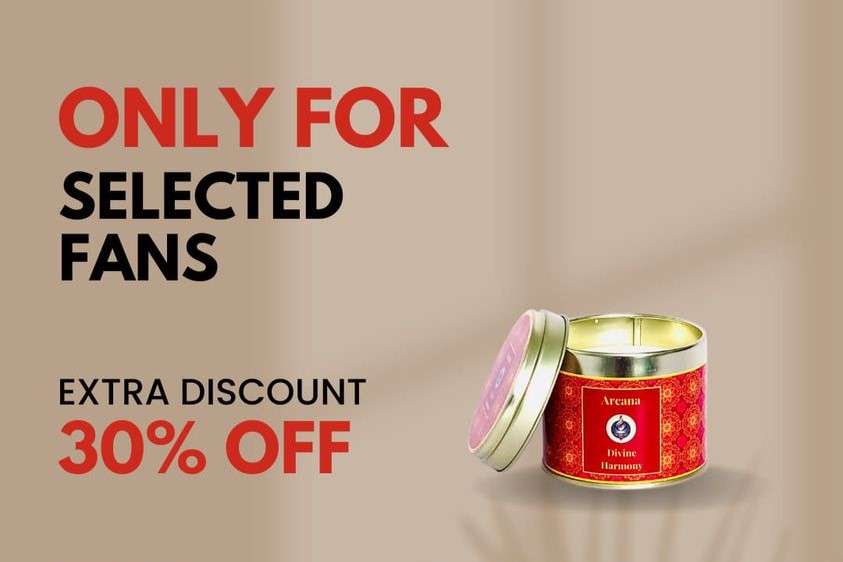 ONLY FOR
SELECTED
FANS
EXTRA DISCOUNT
30% OFF
Arcana
Divine
Harmony